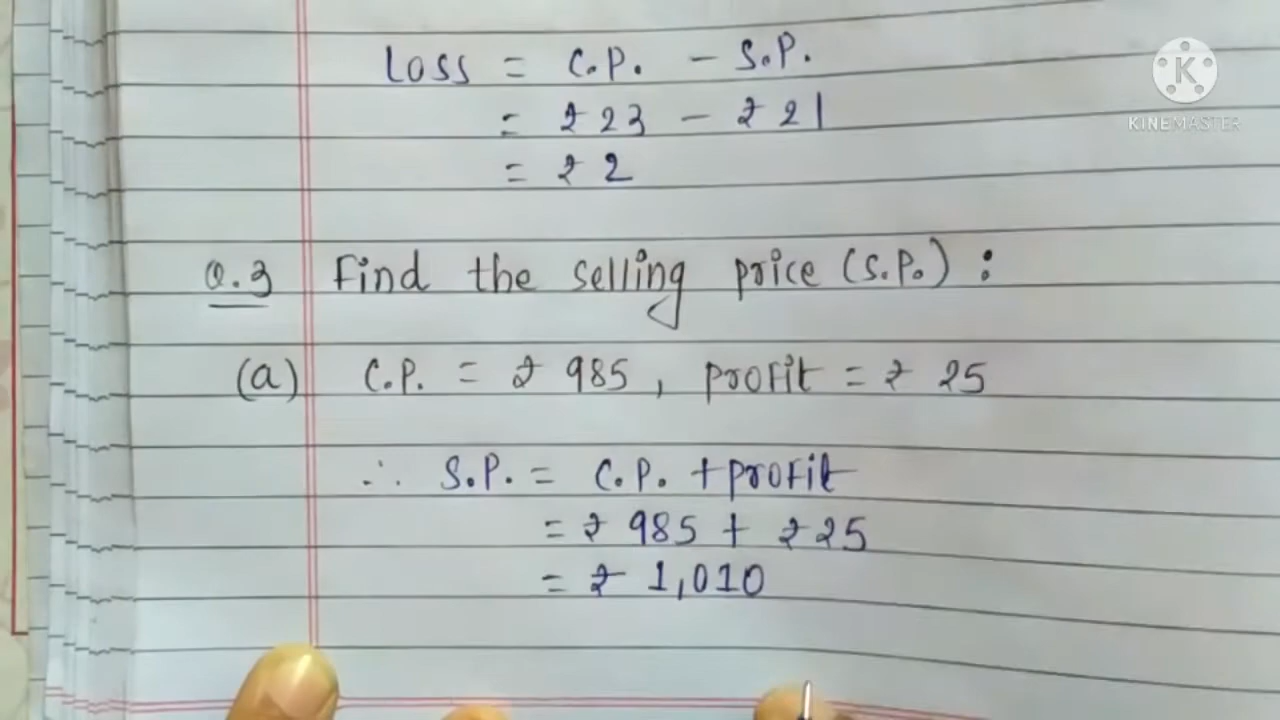 Loss = C.P. - S.P.
= ₹ 23 - ₹ 21
= ₹ 2
KINEMASTER
Q.3 Find the selling price (S.P.) :
(a) C.P. = ₹ 985, profit = ₹ 25
∴ S.P. = C.P. + profit
= ₹ 985 + ₹ 25
= ₹ 1,010